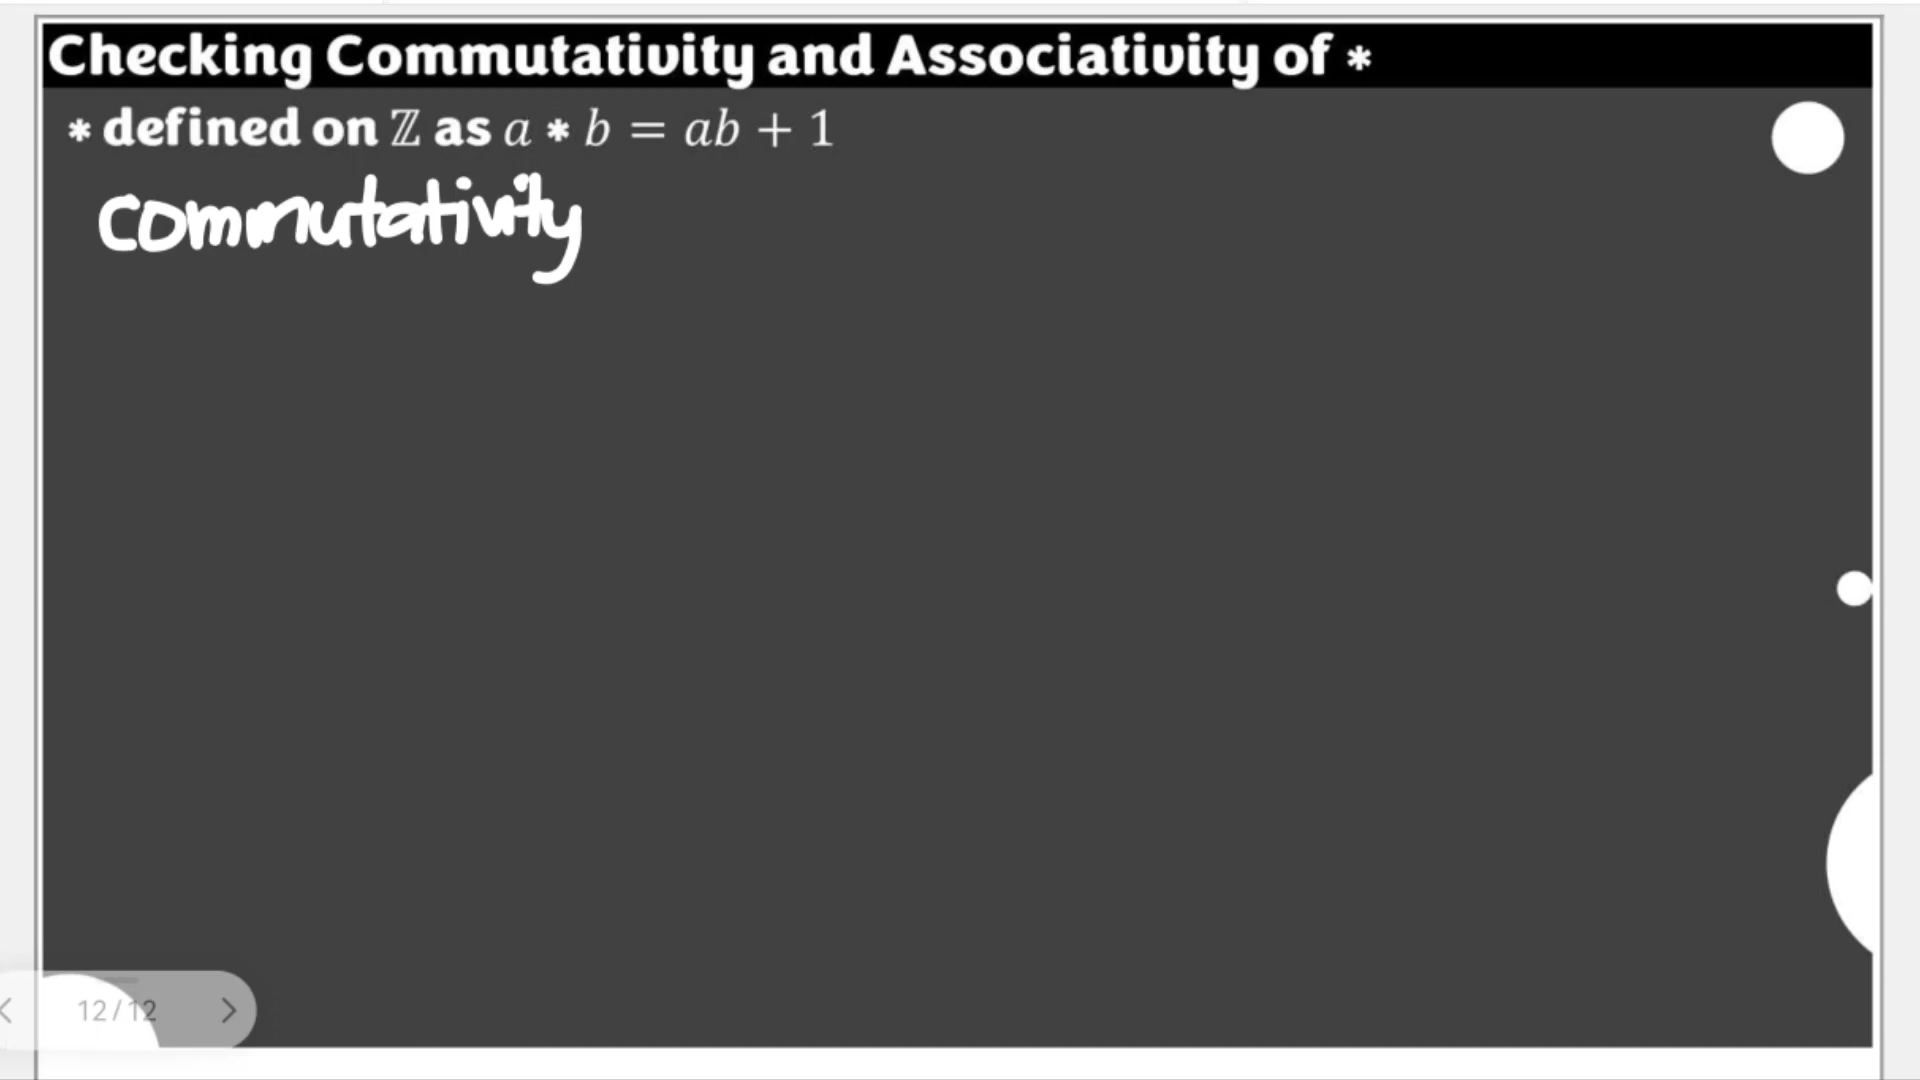 Checking Commutativity and Associativity of *
* defined on ℤ as a * b = ab + 1
commutativity
12/12